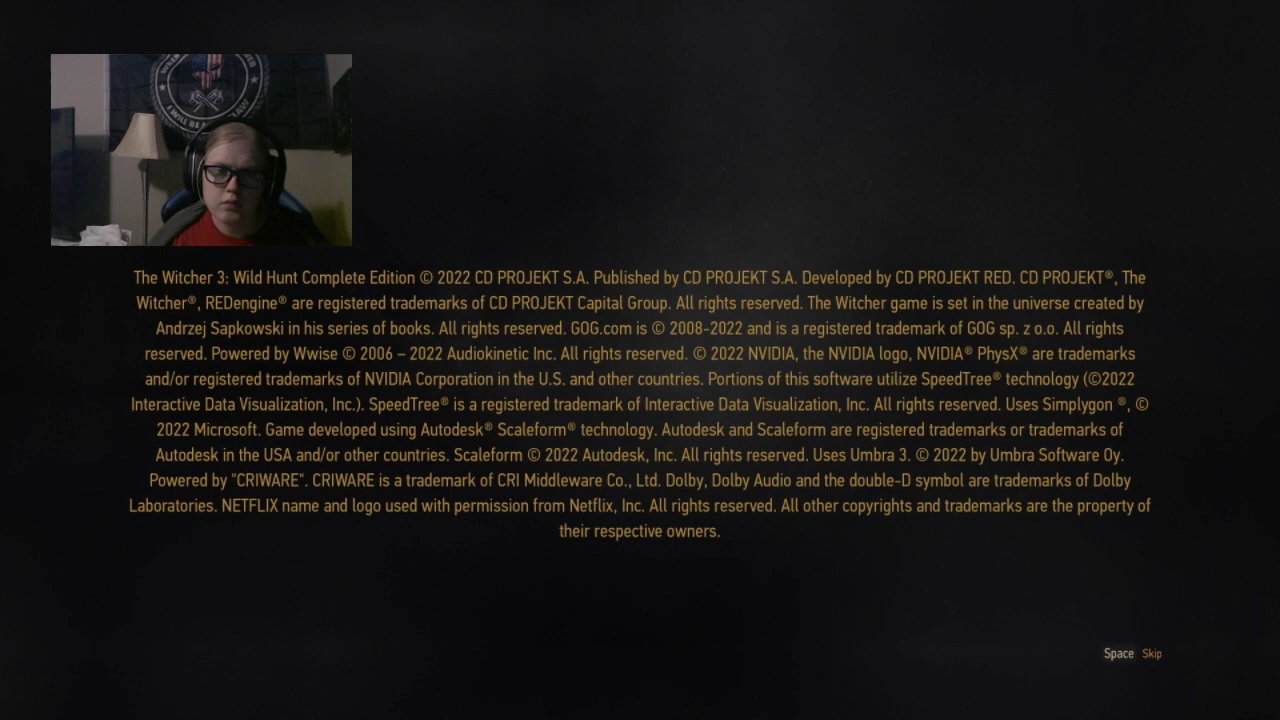 I WILL BE LAW
The Witcher 3: Wild Hunt Complete Edition © 2022 CD PROJEKT S.A. Published by CD PROJEKT S.A. Developed by CD PROJEKT RED. CD PROJEKT®, The
Witcher®, REDengine® are registered trademarks of CD PROJEKT Capital Group. All rights reserved. The Witcher game is set in the universe created by
Andrzej Sapkowski in his series of books. All rights reserved. GOG.com is © 2008-2022 and is a registered trademark of GOG sp. z o.o. All rights
reserved. Powered by Wwise © 2006 – 2022 Audiokinetic Inc. All rights reserved. © 2022 NVIDIA, the NVIDIA logo, NVIDIA® PhysX® are trademarks
and/or registered trademarks of NVIDIA Corporation in the U.S. and other countries. Portions of this software utilize SpeedTree® technology (©2022
Interactive Data Visualization, Inc.). SpeedTree® is a registered trademark of Interactive Data Visualization, Inc. All rights reserved. Uses Simplygon ®, ©
2022 Microsoft. Game developed using Autodesk® Scaleform® technology. Autodesk and Scaleform are registered trademarks or trademarks of
Autodesk in the USA and/or other countries. Scaleform © 2022 Autodesk, Inc. All rights reserved. Uses Umbra 3. © 2022 by Umbra Software Oy.
Powered by "CRIWARE". CRIWARE is a trademark of CRI Middleware Co., Ltd. Dolby, Dolby Audio and the double-D symbol are trademarks of Dolby
Laboratories. NETFLIX name and logo used with permission from Netflix, Inc. All rights reserved. All other copyrights and trademarks are the property of
their respective owners.
Space Skip